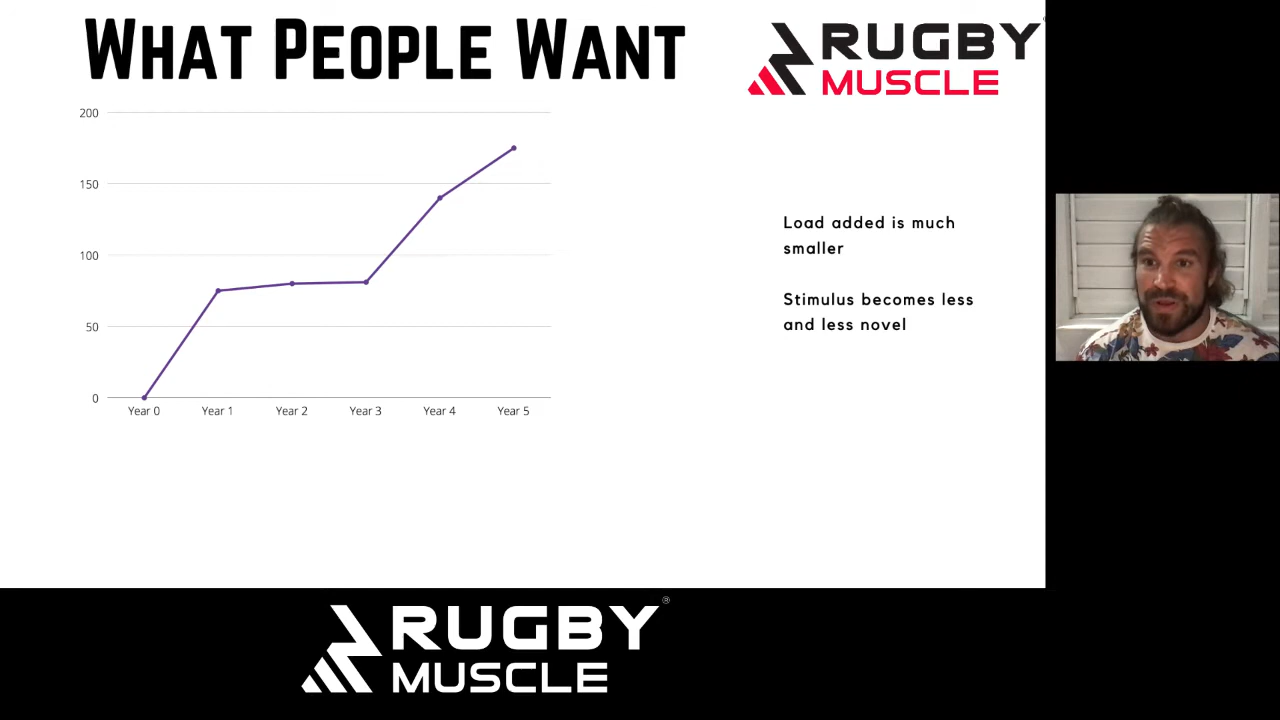 WHAT PEOPLE WANT
RUGBY
MUSCLE
200
150
100
50
0
Year 0 Year 1 Year 2 Year 3 Year 4 Year 5
Load added is much
smaller
Stimulus becomes less
and less novel
RUGBY®
MUSCLE